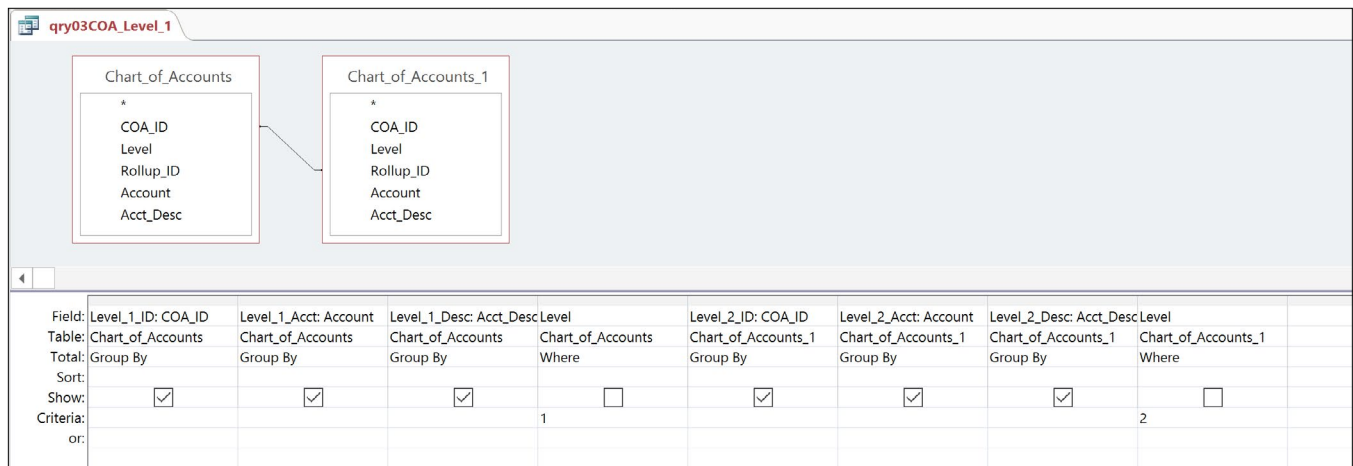 qry03COA_Level_1
Chart_of_Accounts Chart_of_Accounts_1
* *
COA_ID COA_ID
Level Level
Rollup_ID Rollup_ID
Account Account
Acct_Desc Acct_Desc
Field: Level_1_ID: COA_ID Level_1_Acct: Account Level_1_Desc: Acct_Desc Level Level_2_ID: COA_ID Level_2_Acct: Account Level_2_Desc: Acct_Desc Level
Table: Chart_of_Accounts Chart_of_Accounts Chart_of_Accounts Chart_of_Accounts Chart_of_Accounts_1 Chart_of_Accounts_1 Chart_of_Accounts_1 Chart_of_Accounts_1
Total: Group By Group By Group By Where Group By Group By Group By Where
Sort:
Show:
Criteria: 1 2
or: